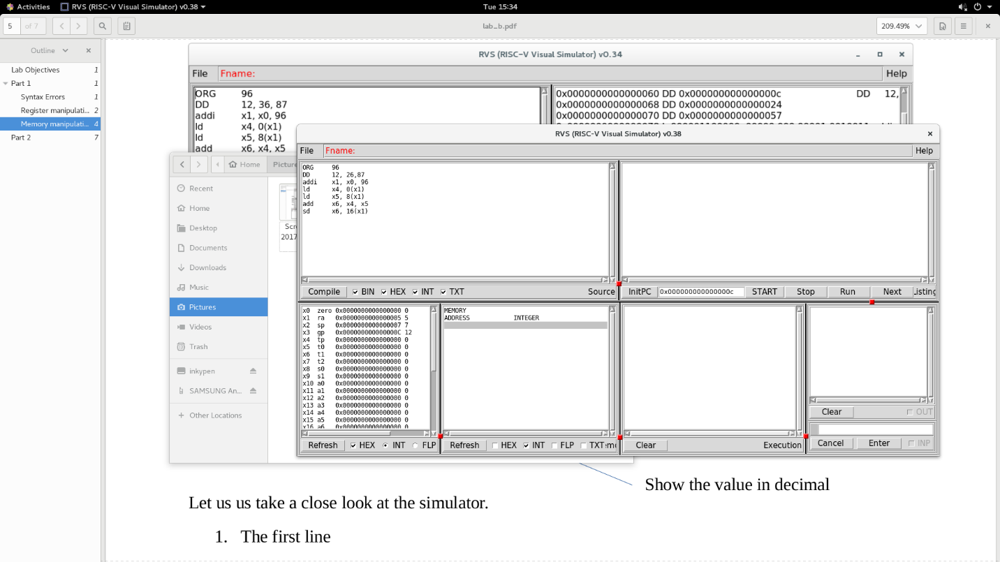 Activities RVS (RISC-V Visual Simulator) v0.38 Tue 15:34
5 of 7 lab_b.pdf 209.49%
Outline
Lab Objectives 1
Part 1 1
Syntax Errors 1
Register manipulati... 2
Memory manipulati... 4
Part 2 7
RVS (RISC-V Visual Simulator) v0.34
File Fname: Help
ORG 96
DD 12, 36, 87
addi x1, x0, 96
ld x4, 0(x1)
ld x5, 8(x1)
add x6, x4, x5
0x0000000000000060 DD 0x000000000000000c DD 12,
0x0000000000000068 DD 0x0000000000000024
0x0000000000000070 DD 0x0000000000000057
Home Picture
Recent
Home
Desktop
Documents
Downloads
Music
Pictures
Videos
Trash
inkypen
SAMSUNG An...
Other Locations
Scre
2017
RVS (RISC-V Visual Simulator) v0.38
File Fname: Help
ORG 96
DD 12, 26,87
addi x1, x0, 96
ld x4, 0(x1)
ld x5, 8(x1)
add x6, x4, x5
sd x6, 16(x1)
Compile BIN HEX INT TXT Source
InitPC 0x000000000000000c START Stop Run Next Listing
x0 zero 0x0000000000000000 0
x1 ra 0x0000000000000005 5
x2 sp 0x0000000000000007 7
x3 gp 0x000000000000000C 12
x4 tp 0x0000000000000000 0
x5 t0 0x0000000000000000 0
x6 t1 0x0000000000000000 0
x7 t2 0x0000000000000000 0
x8 s0 0x0000000000000000 0
x9 s1 0x0000000000000000 0
x10 a0 0x0000000000000000 0
x11 a1 0x0000000000000000 0
x12 a2 0x0000000000000000 0
x13 a3 0x0000000000000000 0
x14 a4 0x0000000000000000 0
x15 a5 0x0000000000000000 0
x16 a6 0x0000000000000000 0
Refresh HEX INT FLP
MEMORY
ADDRESS INTEGER
Refresh HEX INT FLP TXT
Clear Execution
Clear OUT
Cancel Enter INP
Show the value in decimal
Let us us take a close look at the simulator.
1. The first line